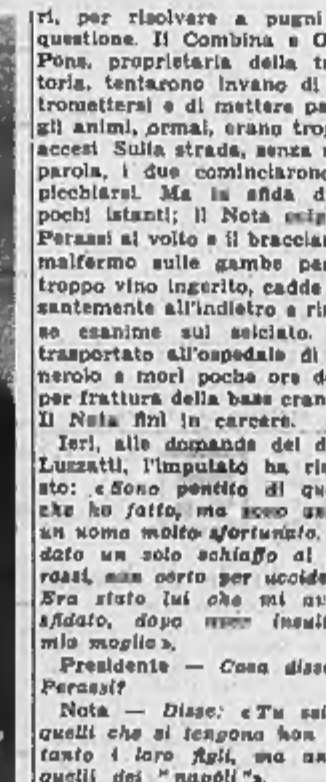 ri, per risolvere a pugni
questione. Il Combina e O
Pons, proprietaria della t
toria, tentarono invano di
tromettersi e di mettere pa
gli animi, ormai, erano trop
accesi Sulla strada, senza
parola, i due cominciarono
picchiarsi. Ma la sfida d
pochi istanti; il Nota colp
Perassi al volto e il braccian
malfermo sulle gambe per
troppo vino ingerito, cadde
santemente all'indietro e ri
se esanime sul selciato.
trasportato all'ospedale di
nerolo e morì poche ore d
per frattura della base cran
Il Nota finì in carcere.
Ieri, alle domande del d
Luzzatti, l'imputato ha ri
sto: «Sono pentito di qu
che ho fatto, ma sono
un uomo molto sfortunato.
dato un solo schiaffo al
rassi, non certo per uccide
Era stato lui che mi av
sfidato, dopo insul
mia moglie».
Presidente — Cosa disse
Perassi?
Nota — Disse: «Tu sai
quelli che si tengono
tanto i loro figli, ma
quelli dei "napoli"»